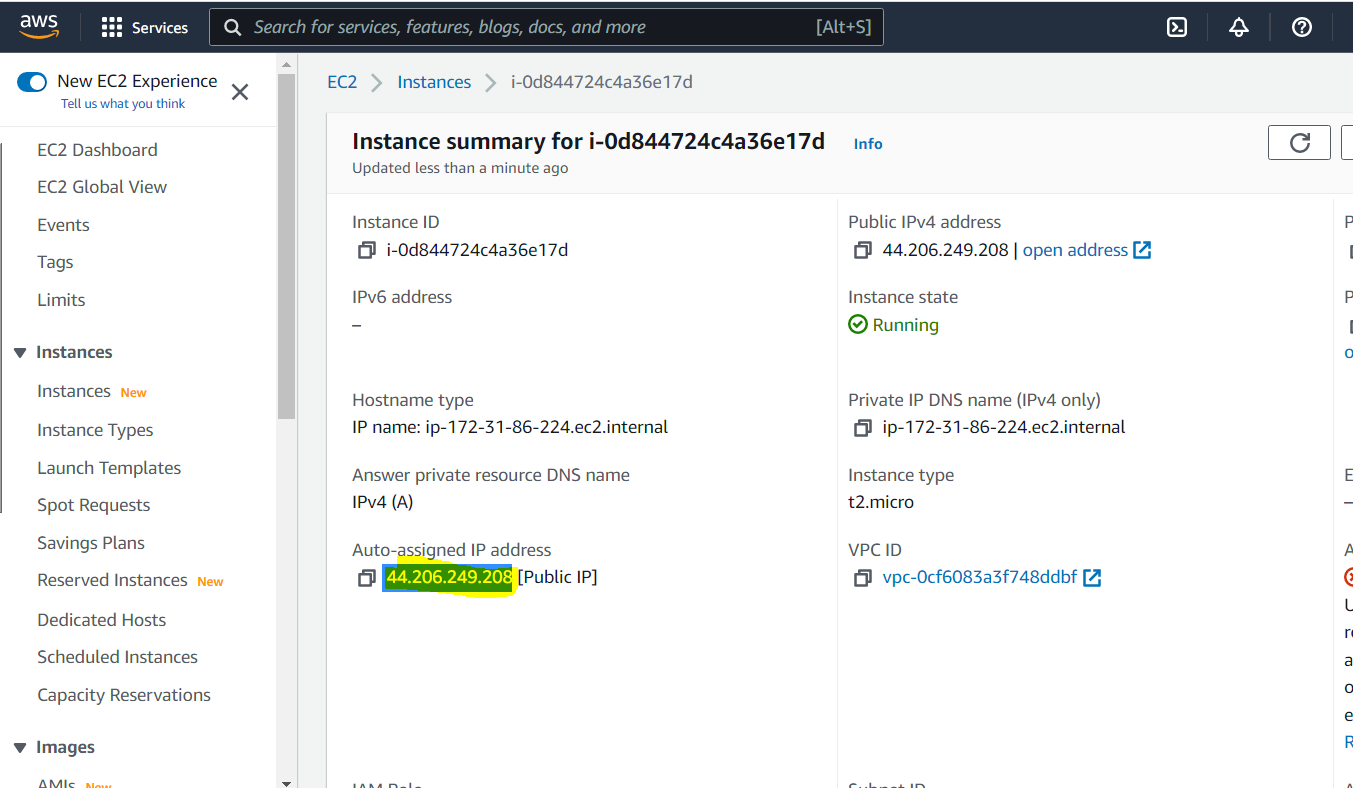 aws
Services
Search for services, features, blogs, docs, and more
[Alt+S]
New EC2 Experience
Tell us what you think
EC2 Dashboard
EC2 Global View
Events
Tags
Limits
Instances
Instances New
Instance Types
Launch Templates
Spot Requests
Savings Plans
Reserved Instances New
Dedicated Hosts
Scheduled Instances
Capacity Reservations
Images
AMIs New
EC2 > Instances > i-0d844724c4a36e17d
Instance summary for i-0d844724c4a36e17d Info
Updated less than a minute ago
Instance ID
i-0d844724c4a36e17d
Public IPv4 address
44.206.249.208 | open address
IPv6 address
–
Instance state
Running
Hostname type
IP name: ip-172-31-86-224.ec2.internal
Private IP DNS name (IPv4 only)
ip-172-31-86-224.ec2.internal
Answer private resource DNS name
IPv4 (A)
Instance type
t2.micro
Auto-assigned IP address
44.206.249.208 [Public IP]
VPC ID
vpc-0cf6083a3f748ddbf
IAM Role
Subnet ID